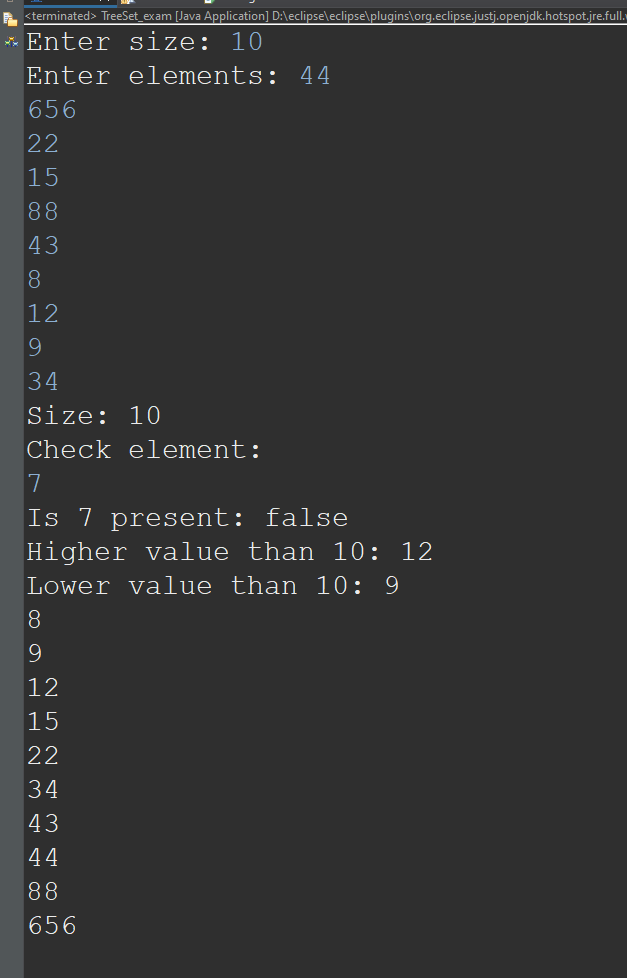 <terminated> TreeSet_exam [Java Application] D:\eclipse\eclipse\plugins\org.eclipse.justj.openjdk.hotspot.jre.full.
Enter size: 10
Enter elements: 44
656
22
15
88
43
8
12
9
34
Size: 10
Check element:
7
Is 7 present: false
Higher value than 10: 12
Lower value than 10: 9
8
9
12
15
22
34
43
44
88
656